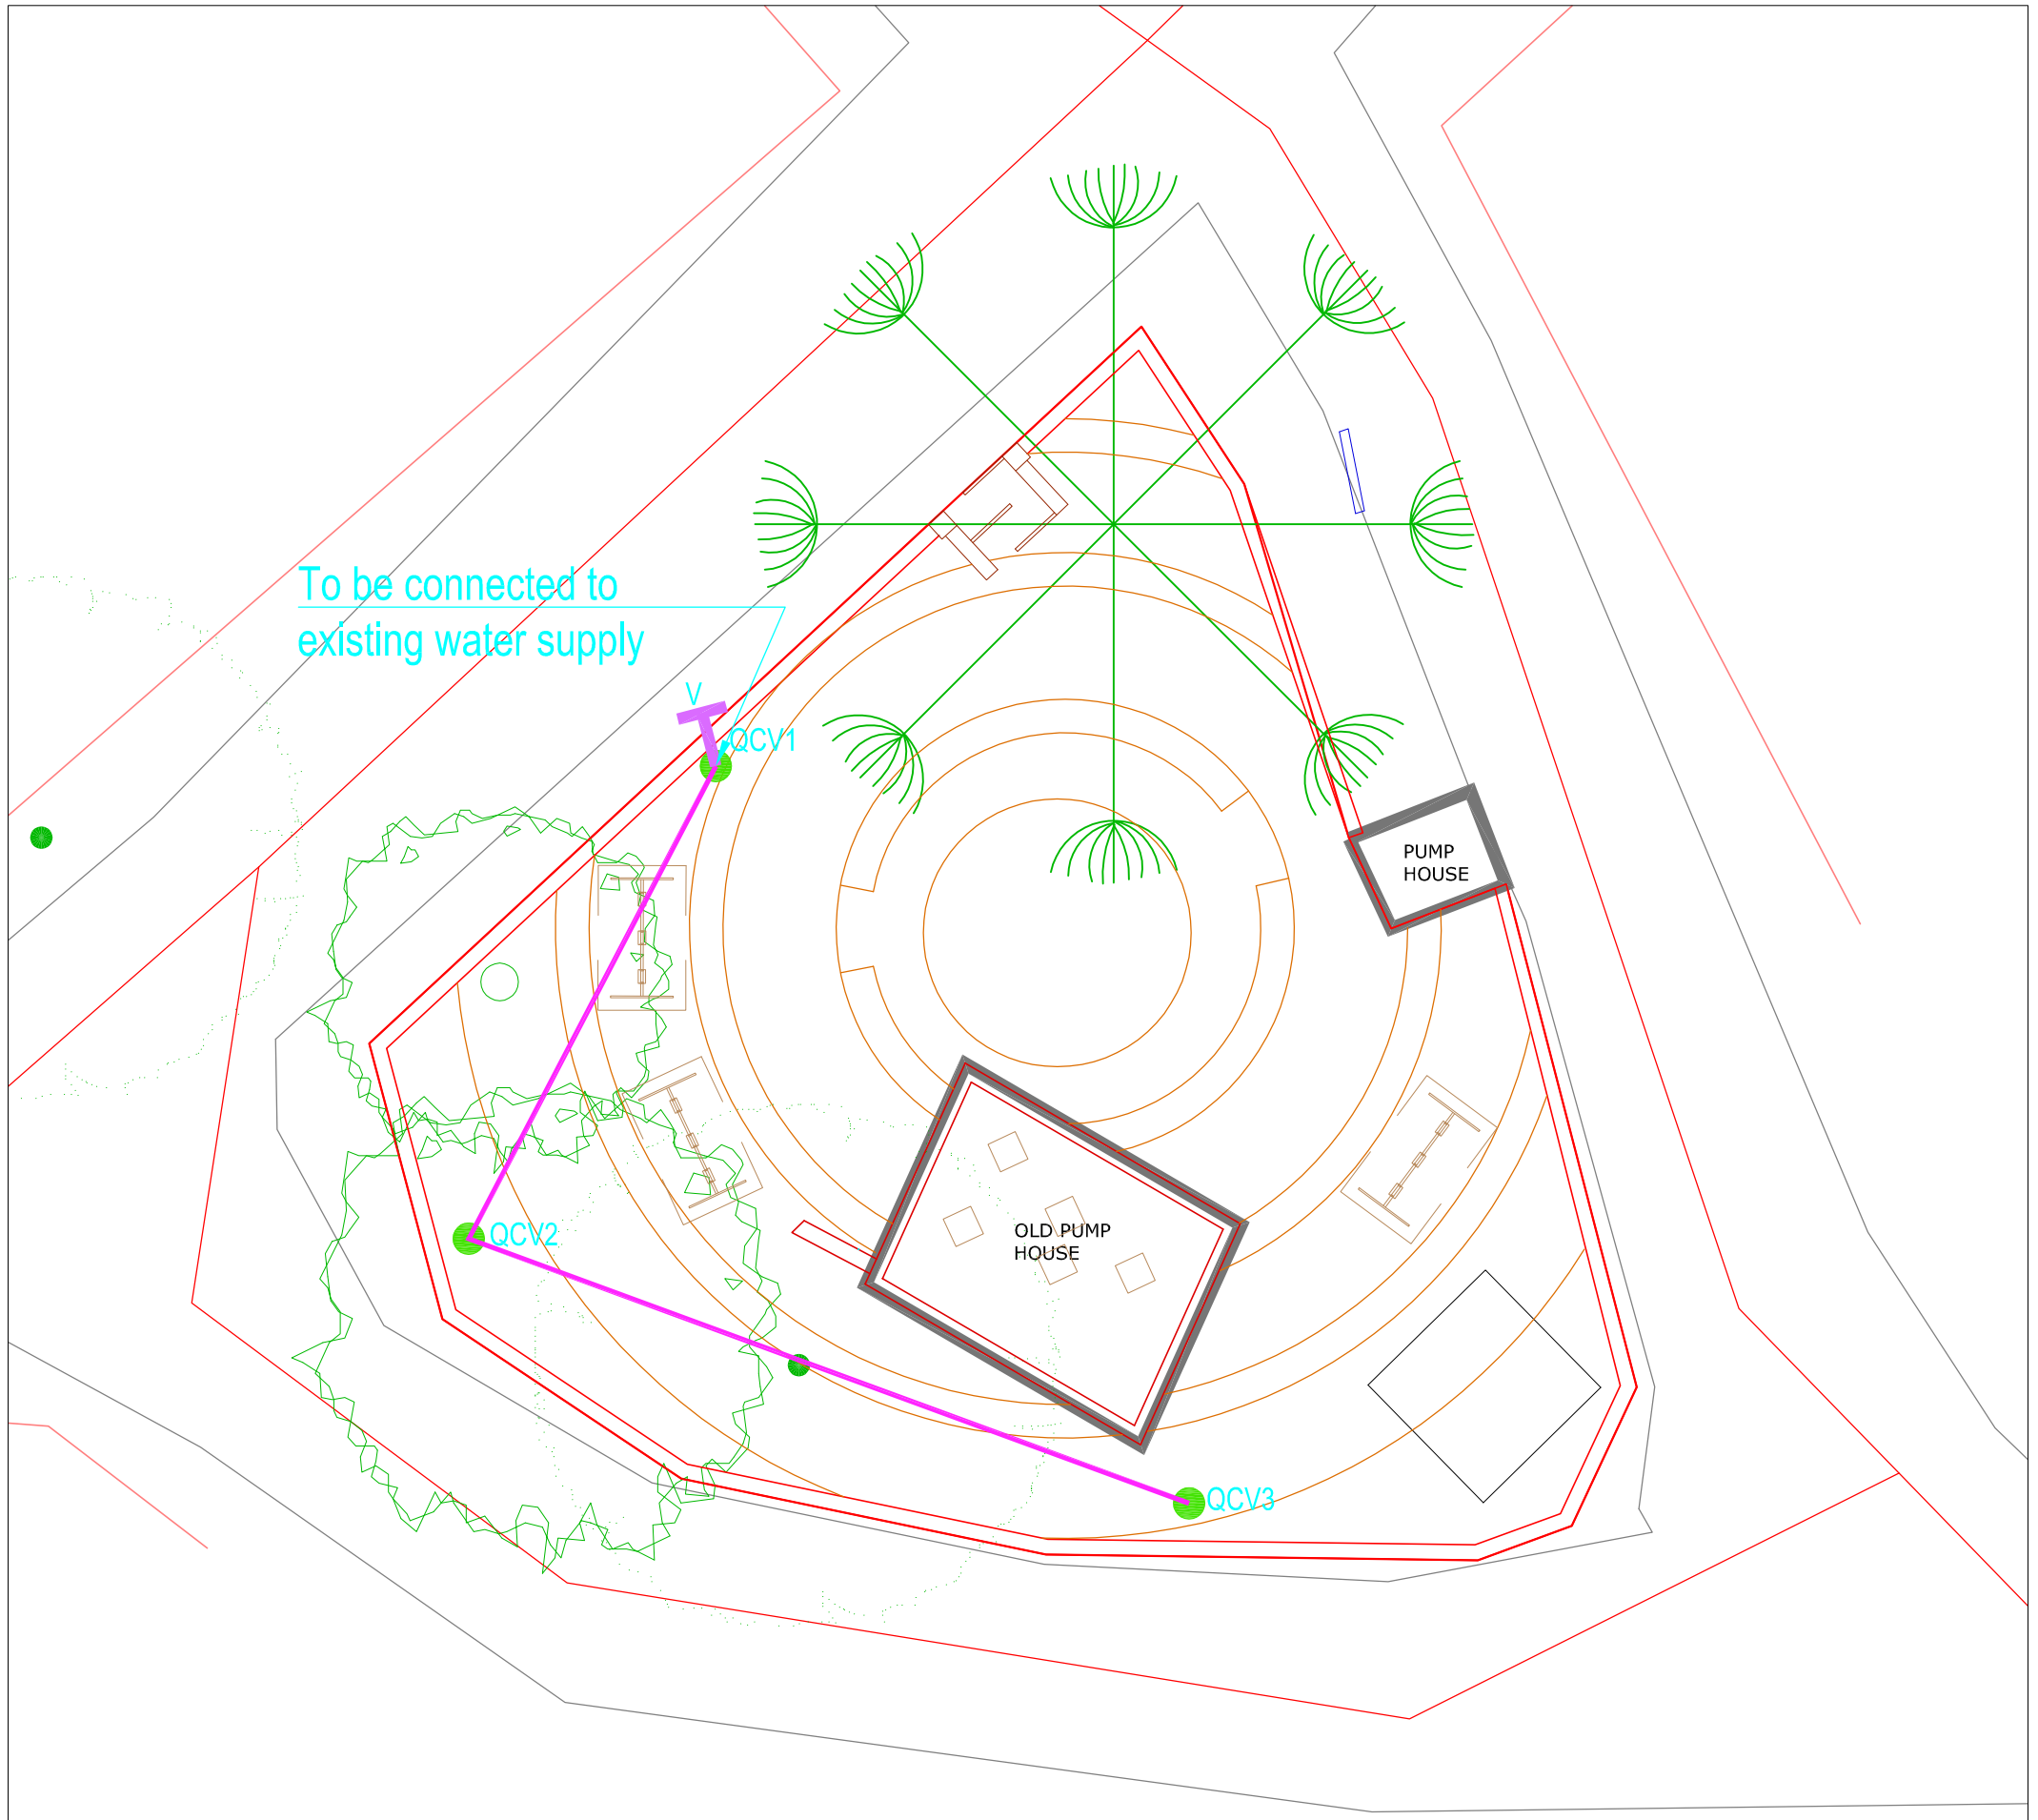 To be connected to
existing water supply
V
QCV1
PUMP
HOUSE
OLD PUMP
HOUSE
QCV2
QCV3